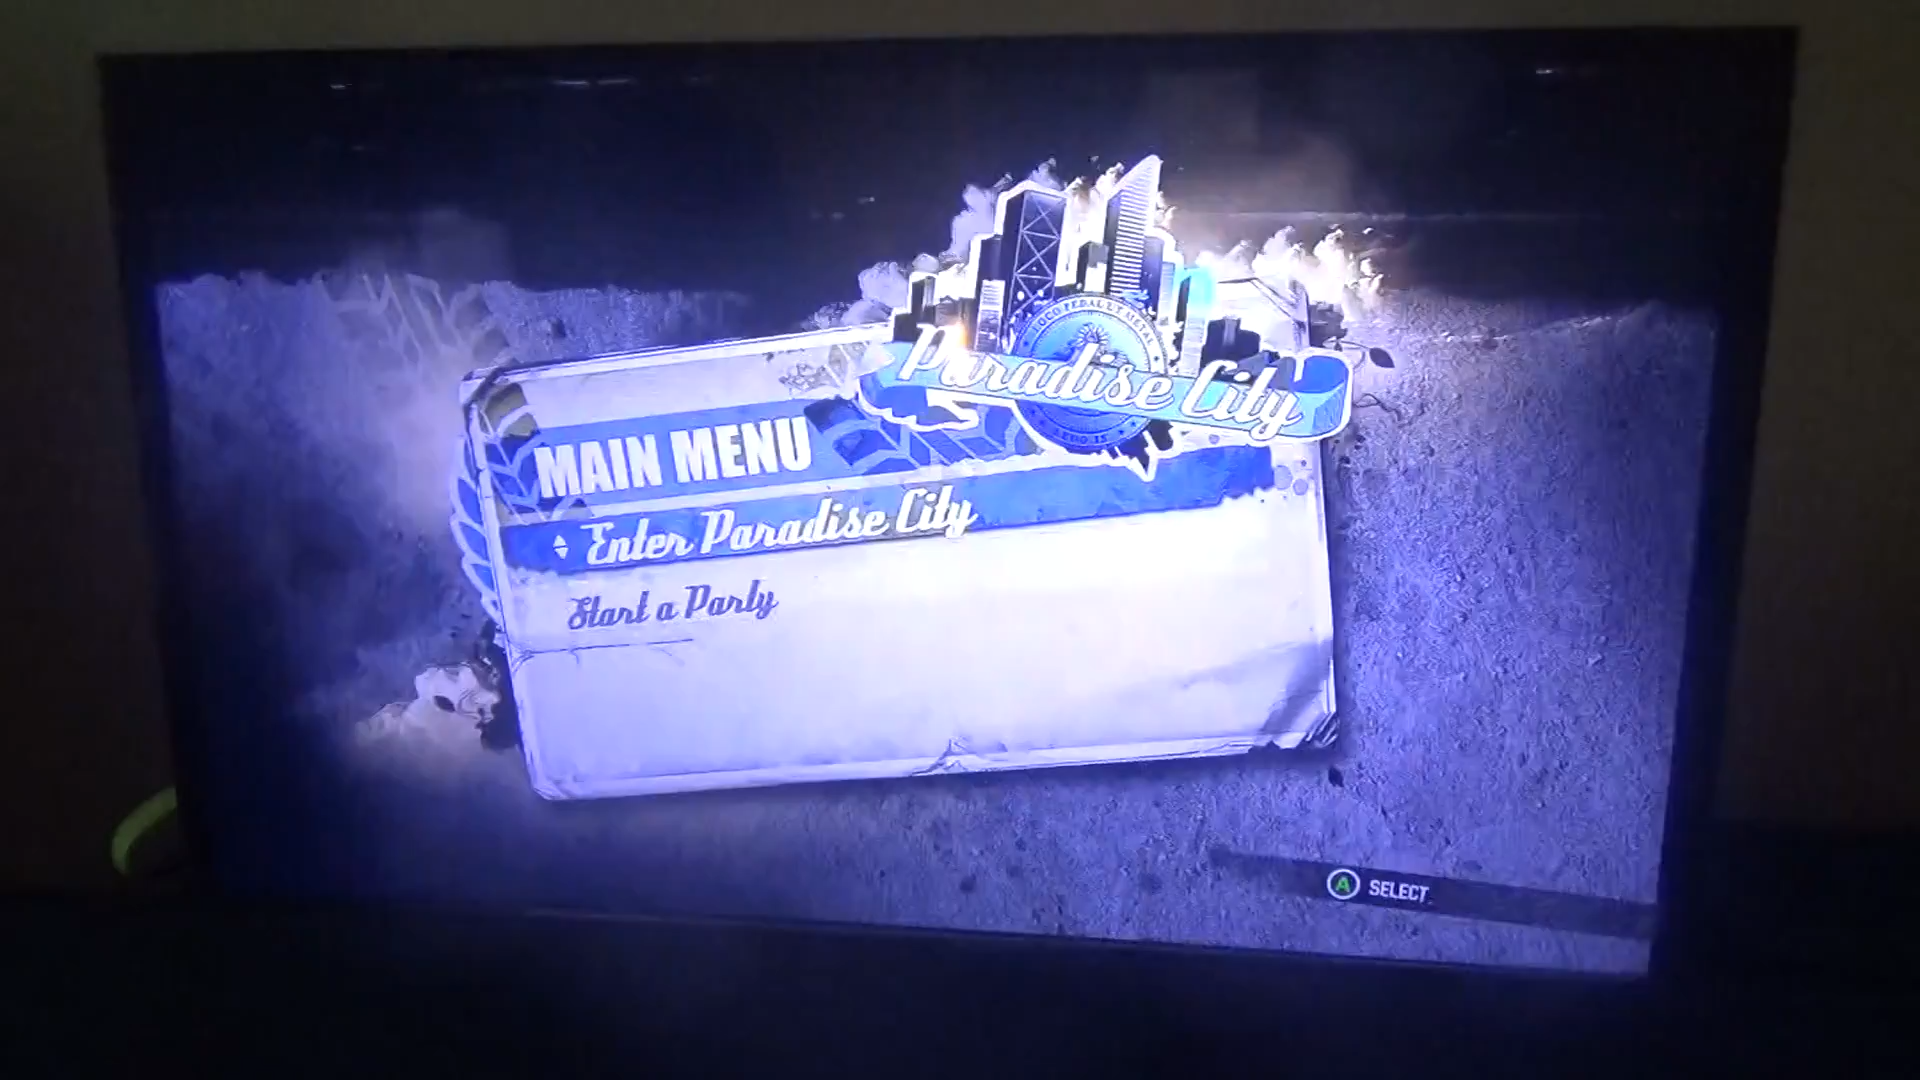 Paradise City
MAIN MENU
Enter Paradise City
Start a Party
A SELECT